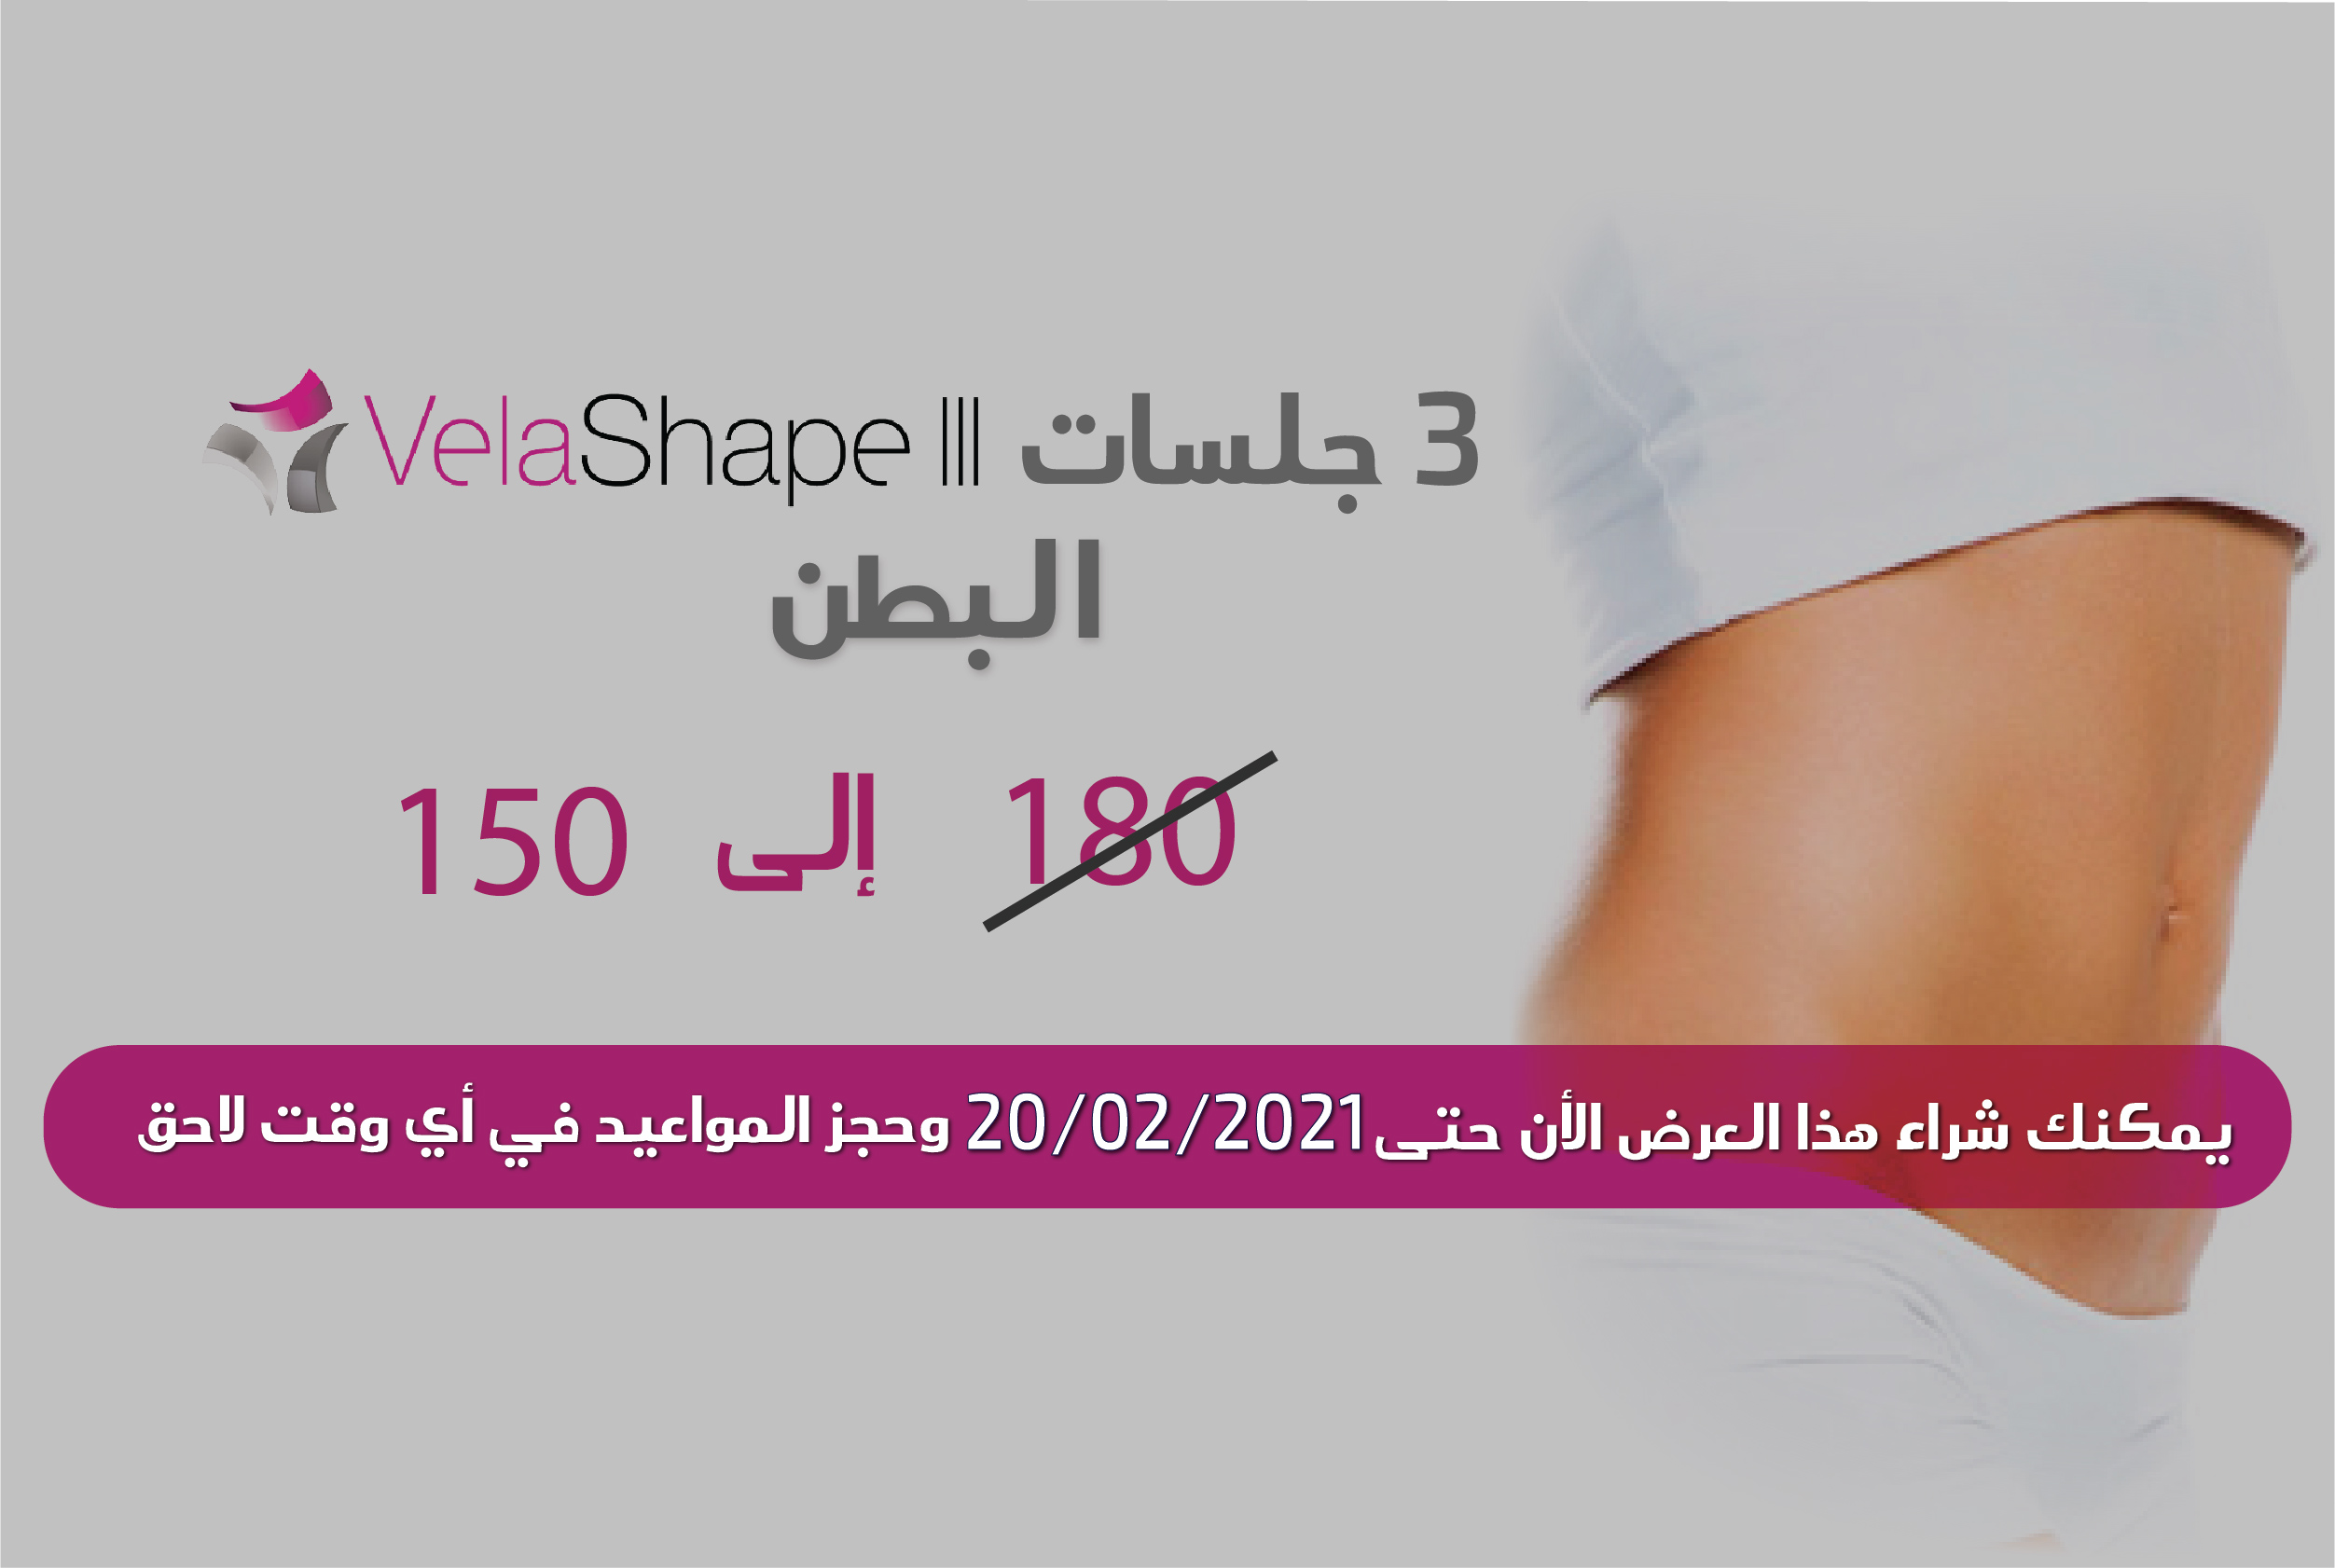 3 جلسات VelaShape III
البطن
180 إلى 150
يمكنك شراء هذا العرض الأن حتى 20/02/2021 وحجز المواعيد في أي وقت لاحق